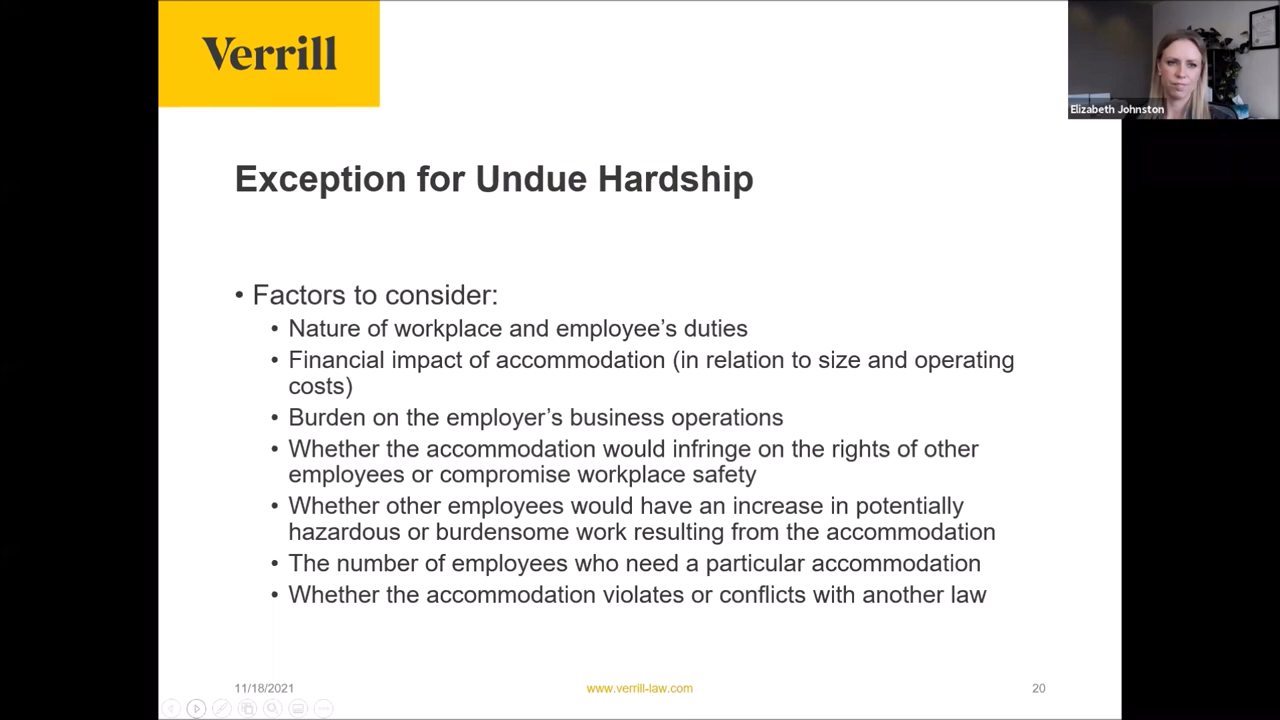 Verrill
Elizabeth Johnston
Exception for Undue Hardship
• Factors to consider:
• Nature of workplace and employee’s duties
• Financial impact of accommodation (in relation to size and operating
costs)
• Burden on the employer’s business operations
• Whether the accommodation would infringe on the rights of other
employees or compromise workplace safety
• Whether other employees would have an increase in potentially
hazardous or burdensome work resulting from the accommodation
• The number of employees who need a particular accommodation
• Whether the accommodation violates or conflicts with another law
11/18/2021
www.verrill-law.com
20